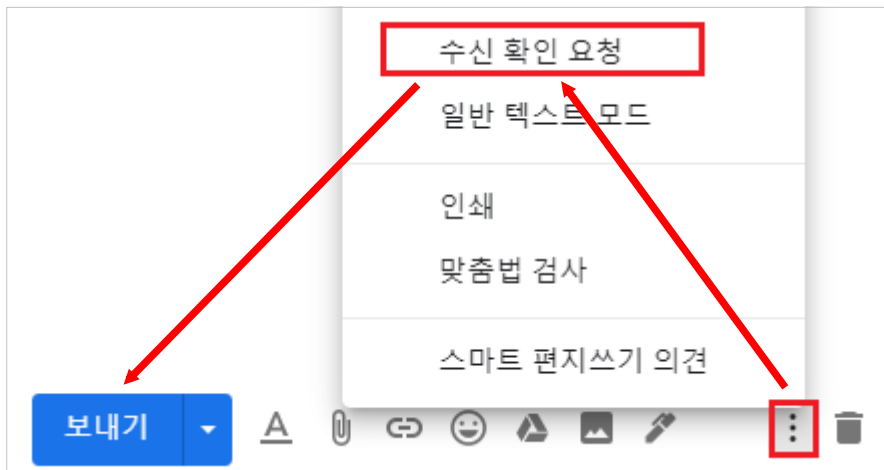 수신 확인 요청
일반 텍스트 모드
인쇄
맞춤법 검사
스마트 편지쓰기 의견
보내기